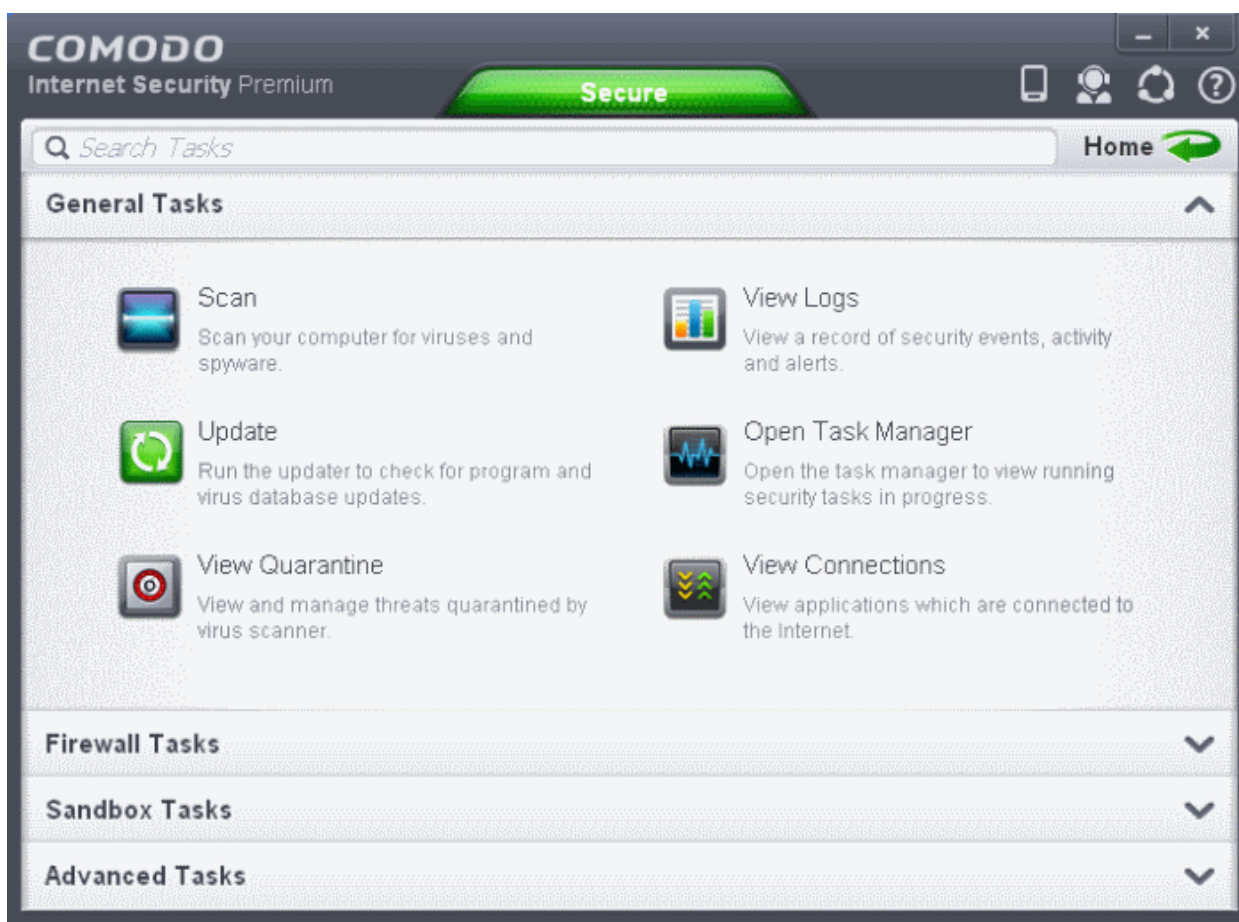 COMODO
Internet Security Premium
Secure
Search Tasks
Home
General Tasks
Scan
Scan your computer for viruses and
spyware.
View Logs
View a record of security events, activity
and alerts.
Update
Run the updater to check for program and
virus database updates.
Open Task Manager
Open the task manager to view running
security tasks in progress.
View Quarantine
View and manage threats quarantined by
virus scanner.
View Connections
View applications which are connected to
the Internet.
Firewall Tasks
Sandbox Tasks
Advanced Tasks